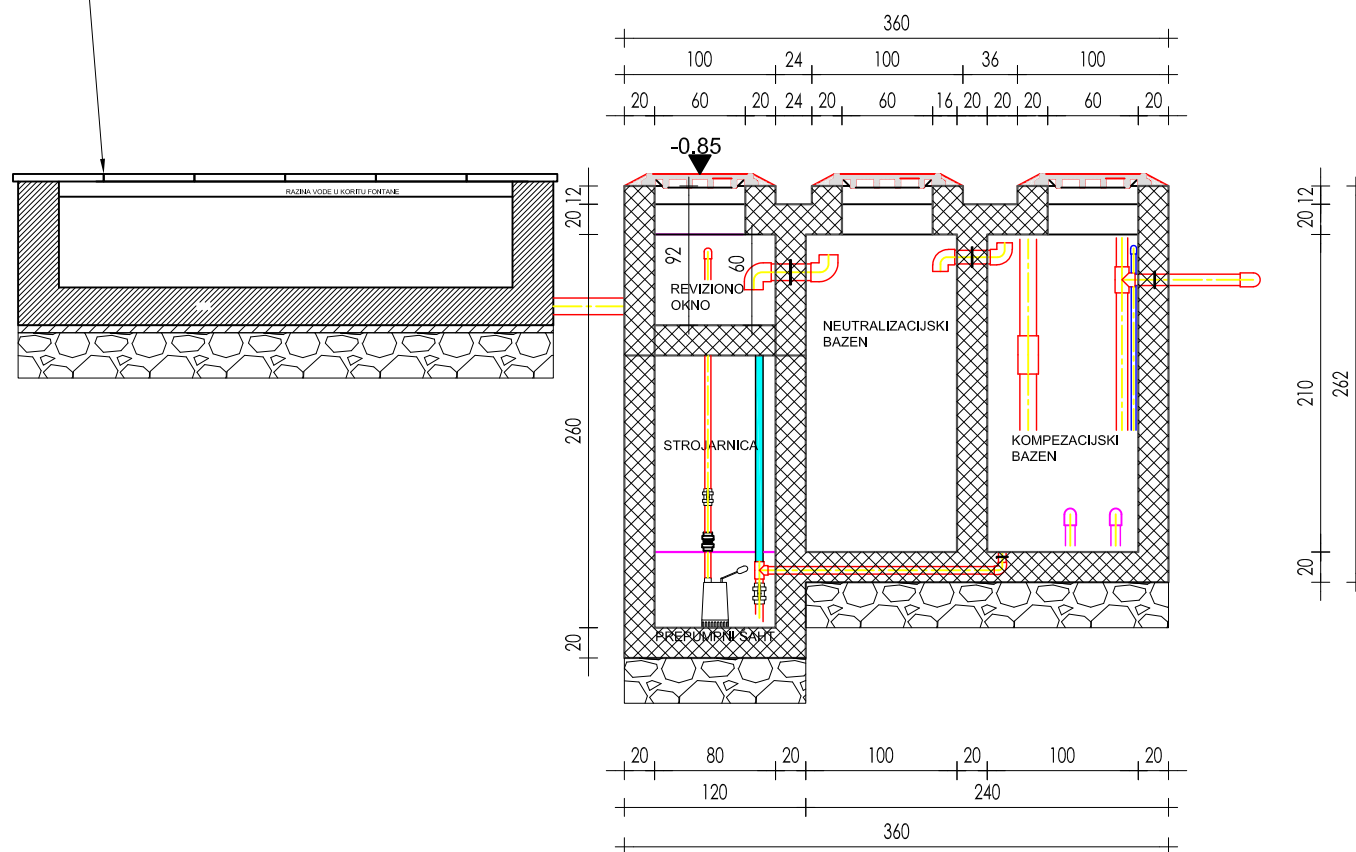 360
100 24 100 36 100
20 60 20 24 20 60 16 20 20 20 60 20
-0.85
RAZINA VODE U KORITU FONTANE
12
20
12
20
92
60
REVIZIONO
OKNO
NEUTRALIZACIJSKI
BAZEN
STROJARNICA
KOMPEZACIJSKI
BAZEN
260
210
262
20
20
PREPUMPNI ŠAHT
20 80 20 100 20 100 20
120 240
360